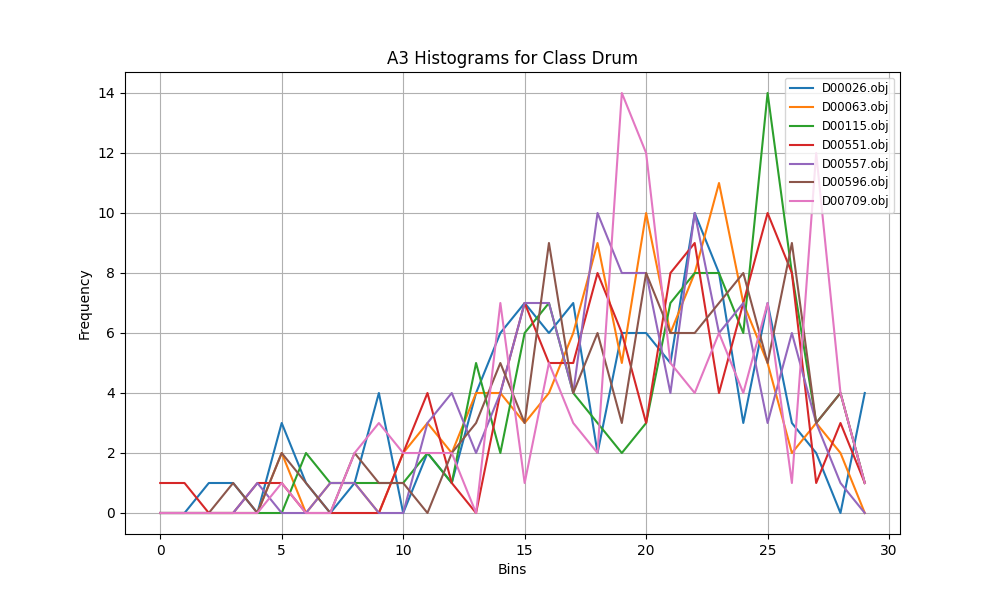 A3 Histograms for Class Drum
Frequency
14
12
10
8
6
4
2
0
0
5
10
15
20
25
30
Bins
D00026.obj
D00063.obj
D00115.obj
D00551.obj
D00557.obj
D00596.obj
D00709.obj